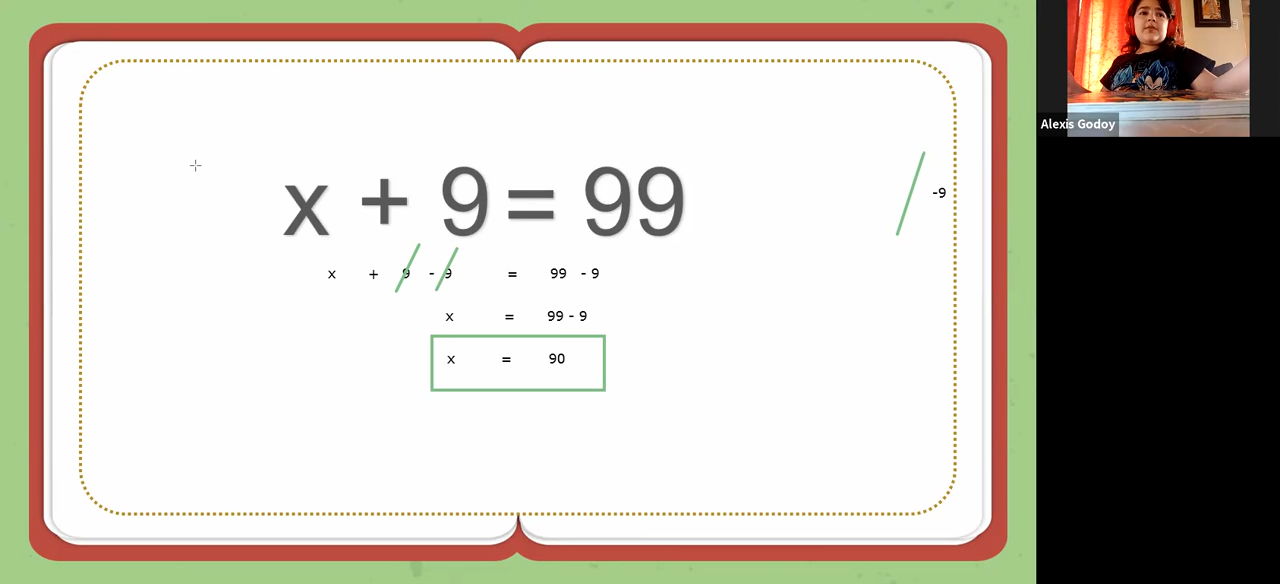 x + 9 = 99
/ -9
x + 9 - 9 = 99 - 9
x = 99 - 9
x = 90
Alexis Godoy